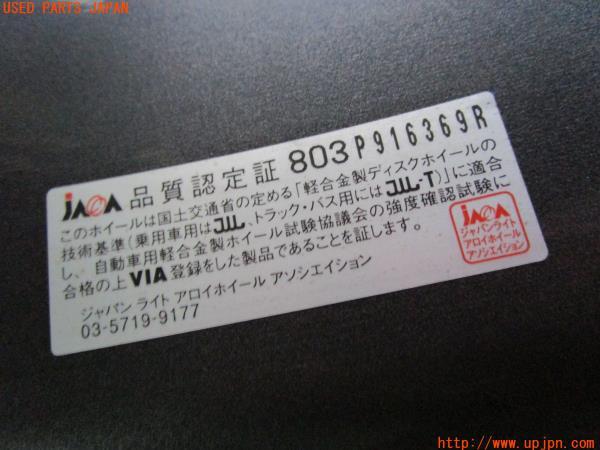 USED PARTS JAPAN
JAWA 品質認定証 803P916369R
このホイールは国土交通省の定める「軽合金製ディスクホイールの
技術基準(乗用車用はJWL、トラック・バス用にはJWL-T)」に適合
し、自動車用軽合金製ホイール試験協議会の強度確認試験に
合格の上VIA登録をした製品であることを証します。
ジャパン ライト アロイホイール アソシエイション
03-5719-9177
JAWA
ジャパンライト
アロイホイール
アソシエイション
http://www.upjpn.com/